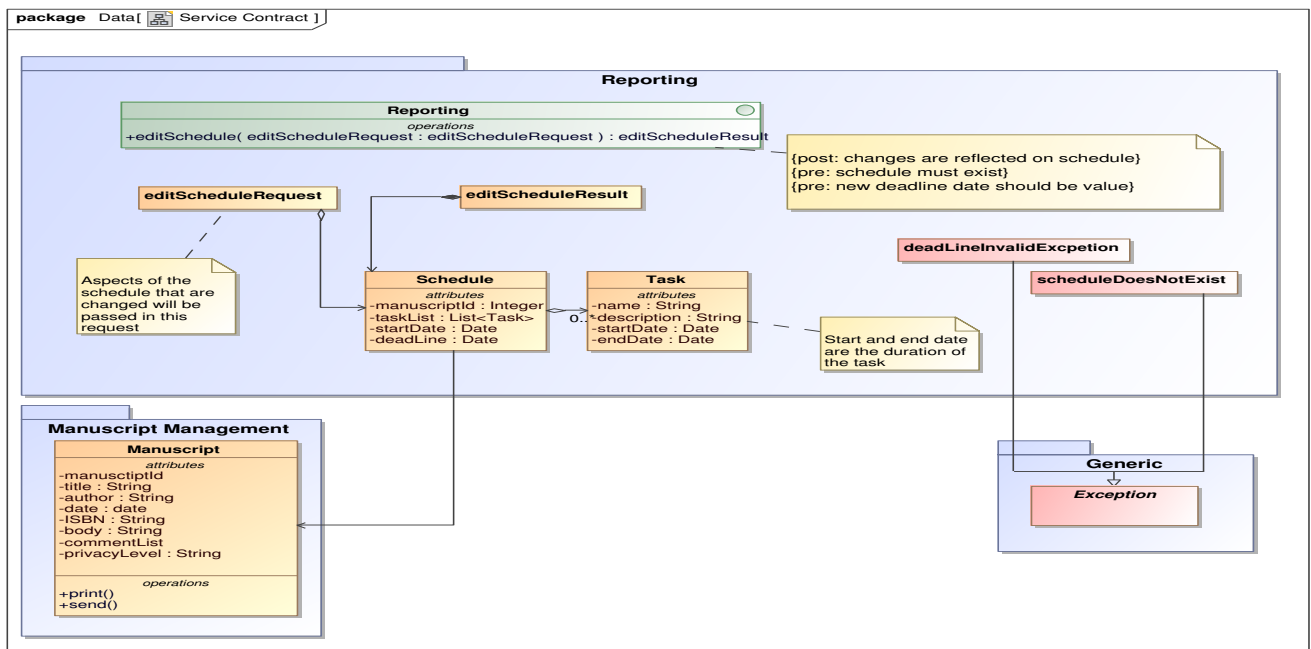 package Data[ Service Contract ]
Reporting
Reporting
operations
+editSchedule( editScheduleRequest : editScheduleRequest ) : editScheduleResult
{post: changes are reflected on schedule}
{pre: schedule must exist}
{pre: new deadline date should be value}
editScheduleRequest
editScheduleResult
Aspects of the
schedule that are
changed will be
passed in this
request
Schedule
attributes
-manuscriptId : Integer
-taskList : List<Task>
-startDate : Date
-deadLine : Date
0..*
Task
attributes
-name : String
-description : String
-startDate : Date
-endDate : Date
Start and end date
are the duration of
the task
deadLineInvalidExcpetion
scheduleDoesNotExist
Manuscript Management
Manuscript
attributes
-manusctiptId
-title : String
-author : String
-date : date
-ISBN : String
-body : String
-commentList
-privacyLevel : String
operations
+print()
+send()
Generic
Exception